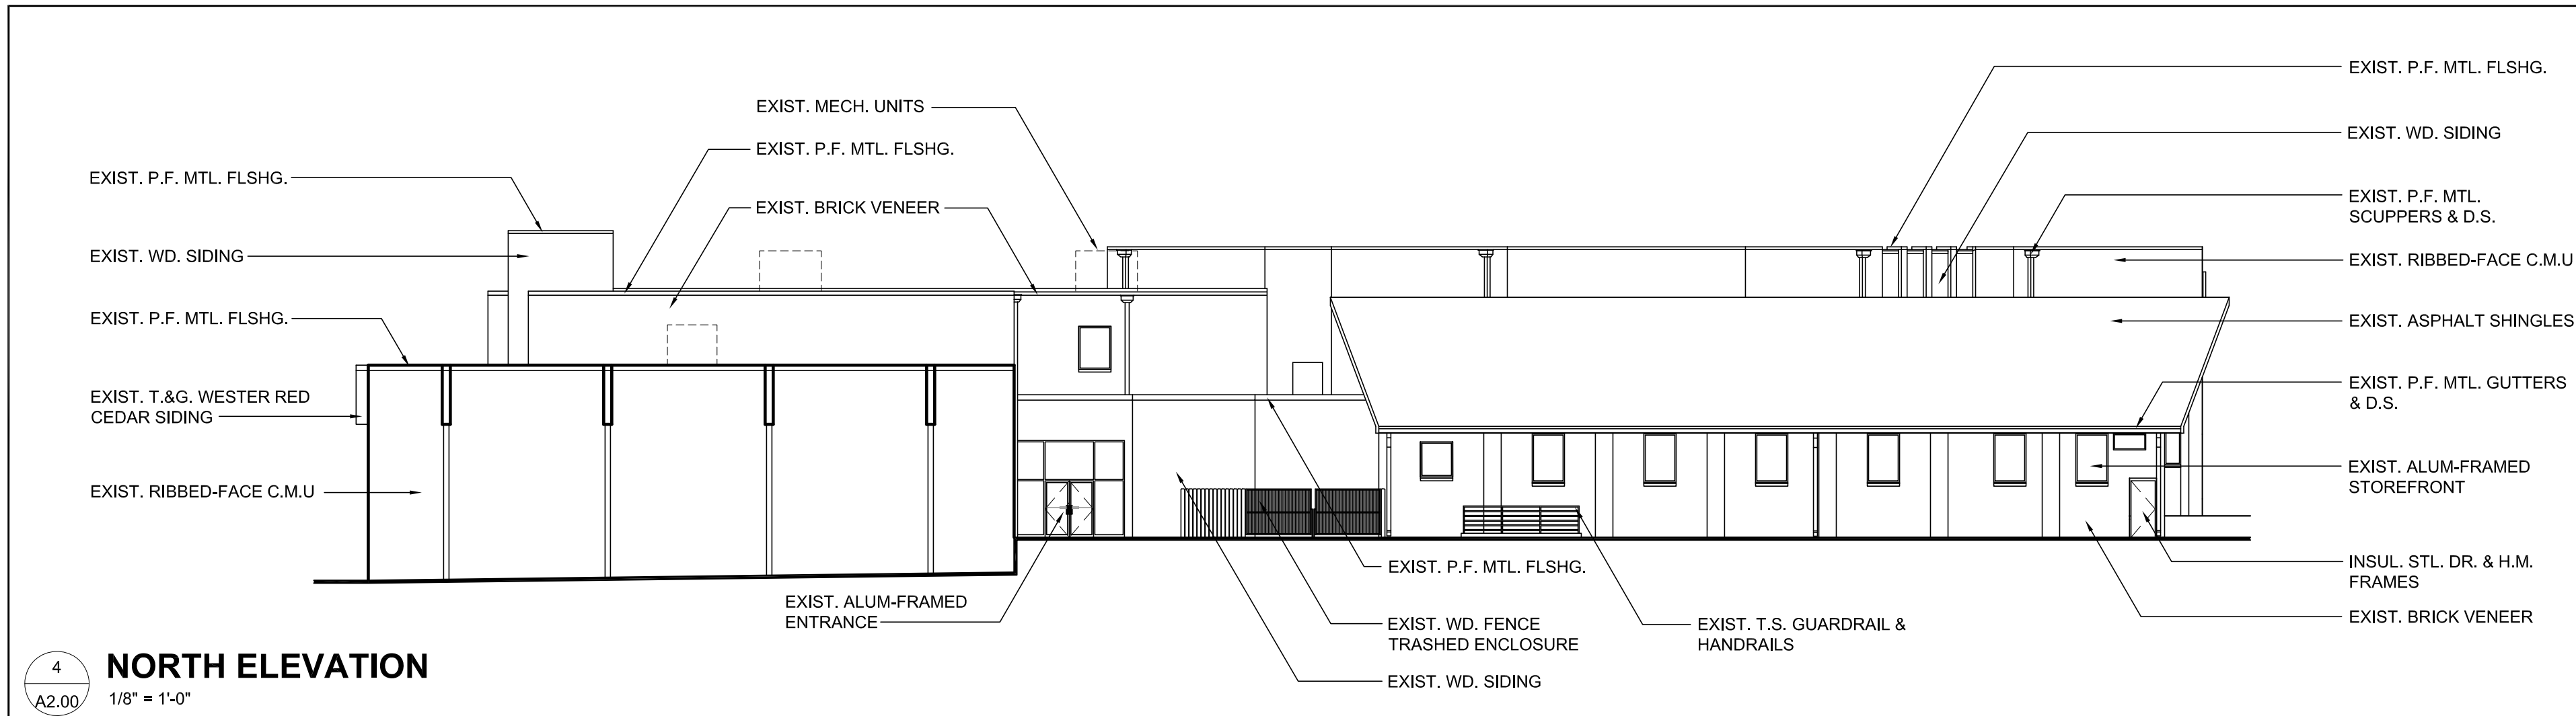 EXIST. P.F. MTL. FLSHG.
EXIST. WD. SIDING
EXIST. P.F. MTL. FLSHG.
EXIST. T.&G. WESTER RED
CEDAR SIDING
EXIST. RIBBED-FACE C.M.U
EXIST. MECH. UNITS
EXIST. P.F. MTL. FLSHG.
EXIST. BRICK VENEER
EXIST. ALUM-FRAMED
ENTRANCE
EXIST. P.F. MTL. FLSHG.
EXIST. WD. FENCE
TRASHED ENCLOSURE
EXIST. WD. SIDING
EXIST. T.S. GUARDRAIL &
HANDRAILS
EXIST. P.F. MTL. FLSHG.
EXIST. WD. SIDING
EXIST. P.F. MTL.
SCUPPERS & D.S.
EXIST. RIBBED-FACE C.M.U
EXIST. ASPHALT SHINGLES
EXIST. P.F. MTL. GUTTERS
& D.S.
EXIST. ALUM-FRAMED
STOREFRONT
INSUL. STL. DR. & H.M.
FRAMES
EXIST. BRICK VENEER
4
A2.00
NORTH ELEVATION
1/8" = 1'-0"